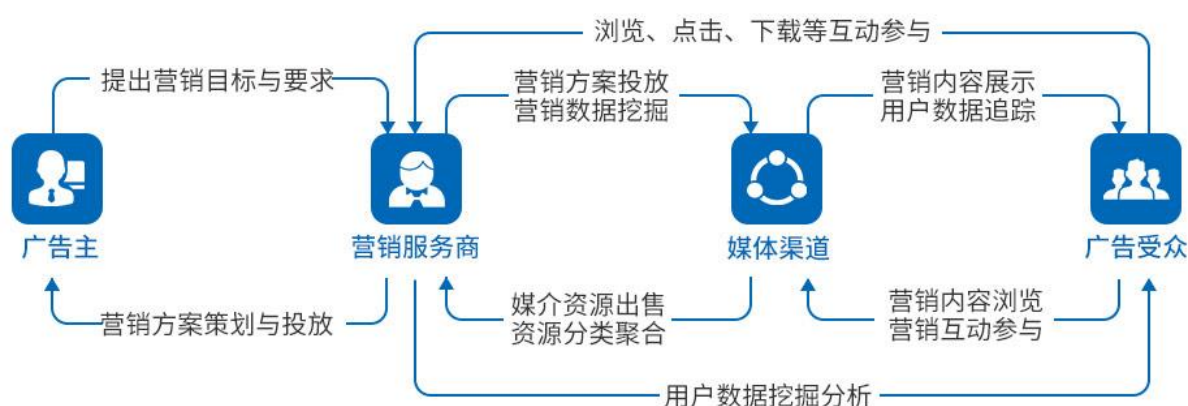 浏览、点击、下载等互动参与
提出营销目标与要求
营销方案投放
营销数据挖掘
营销内容展示
用户数据追踪
广告主
营销服务商
媒体渠道
广告受众
营销方案策划与投放
媒介资源出售
资源分类聚合
营销内容浏览
营销互动参与
用户数据挖掘分析